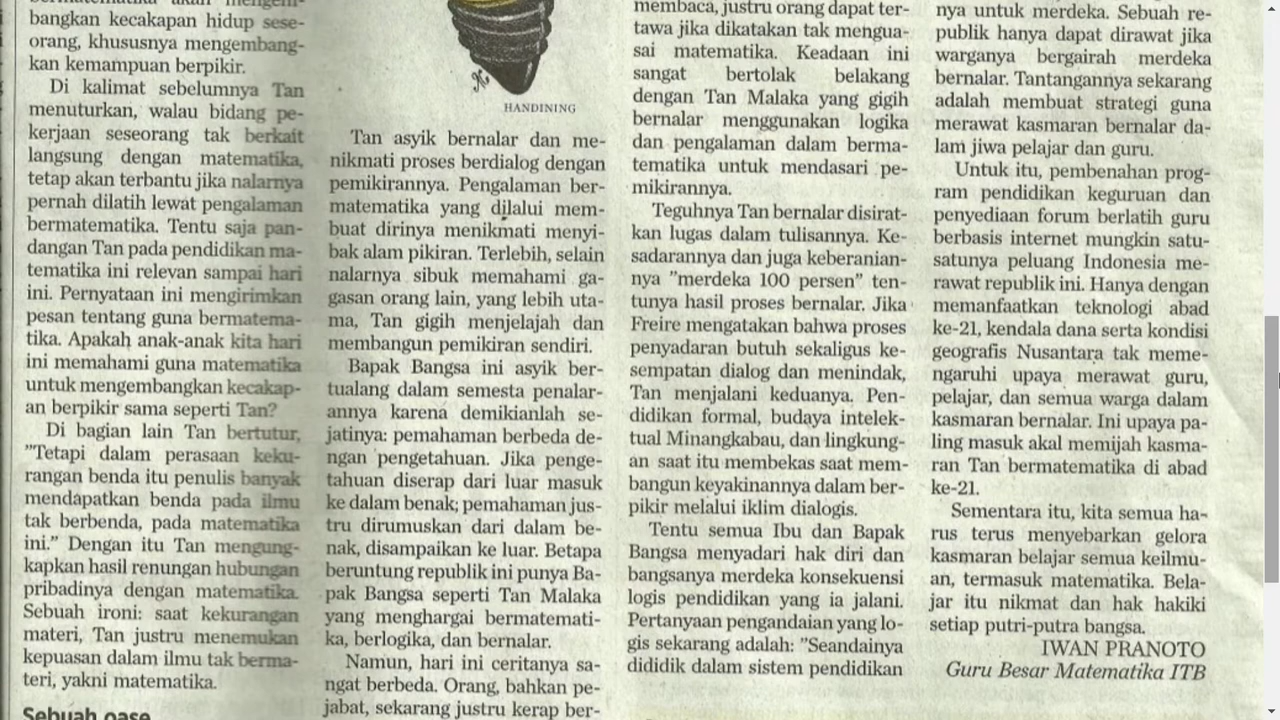 bermatematika akan mengem-
bangkan kecakapan hidup sese-
orang, khususnya mengembang-
kan kemampuan berpikir.
Di kalimat sebelumnya Tan
menuturkan, walau bidang pe-
kerjaan seseorang tak berkait
langsung dengan matematika,
tetap akan terbantu jika nalarnya
pernah dilatih lewat pengalaman
bermatematika. Tentu saja pan-
dangan Tan pada pendidikan ma-
tematika ini relevan sampai hari
ini. Pernyataan ini mengirimkan
pesan tentang guna bermatema-
tika. Apakah anak-anak kita hari
ini memahami guna matematika
untuk mengembangkan kecakap-
an berpikir sama seperti Tan?
Di bagian lain Tan bertutur,
”Tetapi dalam perasaan keku-
rangan benda itu penulis banyak
mendapatkan benda pada ilmu
tak berbenda, pada matematika
ini.” Dengan itu Tan mengung-
kapkan hasil renungan hubungan
pribadinya dengan matematika.
Sebuah ironi: saat kekurangan
materi, Tan justru menemukan
kepuasan dalam ilmu tak berma-
teri, yakni matematika.
Sebuah oase
HANDINING
Tan asyik bernalar dan me-
nikmati proses berdialog dengan
pemikirannya. Pengalaman ber-
matematika yang dilalui mem-
buat dirinya menikmati menyi-
bak alam pikiran. Terlebih, selain
nalarnya sibuk memahami ga-
gasan orang lain, yang lebih uta-
ma, Tan gigih menjelajah dan
membangun pemikiran sendiri.
Bapak Bangsa ini asyik ber-
tualang dalam semesta penalar-
annya karena demikianlah se-
jatinya: pemahaman berbeda de-
ngan pengetahuan. Jika penge-
tahuan diserap dari luar masuk
ke dalam benak; pemahaman jus-
tru dirumuskan dari dalam be-
nak, disampaikan ke luar. Betapa
beruntung republik ini punya Ba-
pak Bangsa seperti Tan Malaka
yang menghargai bermatemati-
ka, berlogika, dan bernalar.
Namun, hari ini ceritanya sa-
ngat berbeda. Orang, bahkan pe-
jabat, sekarang justru kerap ber-
membaca, justru orang dapat ter-
tawa jika dikatakan tak mengua-
sai matematika. Keadaan ini
sangat bertolak belakang
dengan Tan Malaka yang gigih
bernalar menggunakan logika
dan pengalaman dalam berma-
tematika untuk mendasari pe-
mikirannya.
Teguhnya Tan bernalar disirat-
kan lugas dalam tulisannya. Ke-
sadarannya dan juga keberanian-
nya ”merdeka 100 persen” ten-
tunya hasil proses bernalar. Jika
Freire mengatakan bahwa proses
penyadaran butuh sekaligus ke-
sempatan dialog dan menindak,
Tan menjalani keduanya. Pen-
didikan formal, budaya intelek-
tual Minangkabau, dan lingkung-
an saat itu membekas saat mem-
bangun keyakinannya dalam ber-
pikir melalui iklim dialogis.
Tentu semua Ibu dan Bapak
Bangsa menyadari hak diri dan
bangsanya merdeka konsekuensi
logis pendidikan yang ia jalani.
Pertanyaan pengandaian yang lo-
gis sekarang adalah: ”Seandainya
dididik dalam sistem pendidikan
nya untuk merdeka. Sebuah re-
publik hanya dapat dirawat jika
warganya bergairah merdeka
bernalar. Tantangannya sekarang
adalah membuat strategi guna
merawat kasmaran bernalar da-
lam jiwa pelajar dan guru.
Untuk itu, pembenahan prog-
ram pendidikan keguruan dan
penyediaan forum berlatih guru
berbasis internet mungkin satu-
satunya peluang Indonesia me-
rawat republik ini. Hanya dengan
memanfaatkan teknologi abad
ke-21, kendala dana serta kondisi
geografis Nusantara tak meme-
ngaruhi upaya merawat guru,
pelajar, dan semua warga dalam
kasmaran bernalar. Ini upaya pa-
ling masuk akal memijah kasma-
ran Tan bermatematika di abad
ke-21.
Sementara itu, kita semua ha-
rus terus menyebarkan gelora
kasmaran belajar semua keilmu-
an, termasuk matematika. Bela-
jar itu nikmat dan hak hakiki
setiap putri-putra bangsa.
IWAN PRANOTO
Guru Besar Matematika ITB